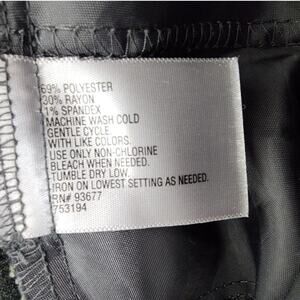 69% POLYESTER
30% RAYON
1% SPANDEX
MACHINE WASH COLD
GENTLE CYCLE
WITH LIKE COLORS.
USE ONLY NON-CHLORINE
BLEACH WHEN NEEDED.
TUMBLE DRY LOW.
IRON ON LOWEST SETTING AS NEEDED.
RN# 93677
753194